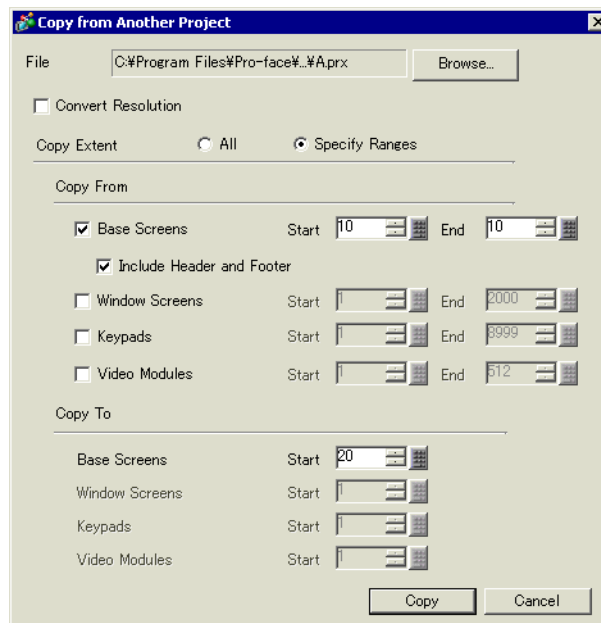 Copy from Another Project
File C:¥Program Files¥Pro-face¥...¥A.prx Browse...
Convert Resolution
Copy Extent All Specify Ranges
Copy From
Base Screens Start 10 End 10
Include Header and Footer
Window Screens Start 1 End 2000
Keypads Start 1 End 8999
Video Modules Start 1 End 512
Copy To
Base Screens Start 20
Window Screens Start 1
Keypads Start 1
Video Modules Start 1
Copy Cancel